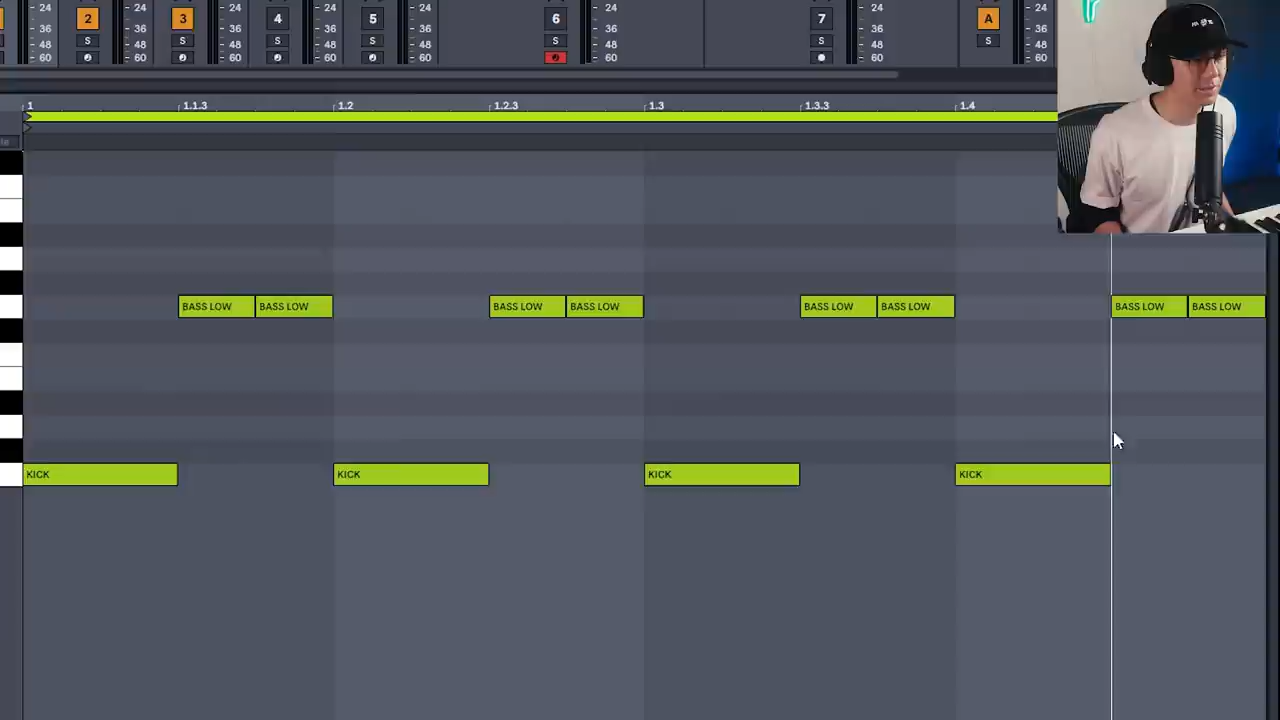 24 24 24 24 24 24 24 24
2 3 4 5 6 7 A
36 36 36 36 36 36 36 36
S S S S S S S
48 48 48 48 48 48 48 48
60 60 60 60 60 60 60 60
1 1.1.3 1.2 1.2.3 1.3 1.3.3 1.4
BASS LOW BASS LOW BASS LOW BASS LOW BASS LOW BASS LOW BASS LOW BASS LOW
KICK KICK KICK KICK